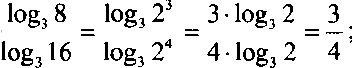 log₃ 8 / log₃ 16 = log₃ 2³ / log₃ 2⁴ = 3 · log₃ 2 / 4 · log₃ 2 = 3 / 4 ;